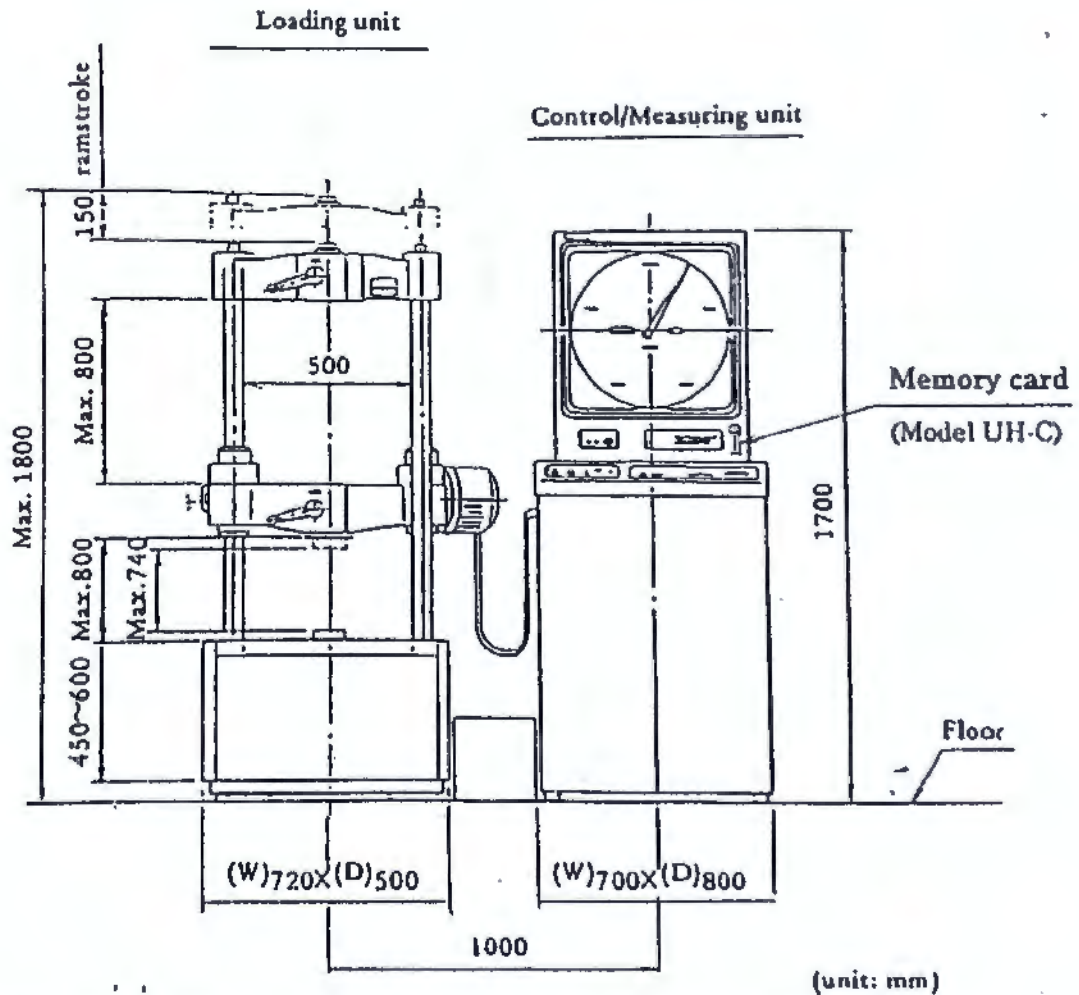 Loading unit
150 ramstroke
Control/Measuring unit
Max. 800
500
Memory card
(Model UH-C)
Max. 1800
1700
Max.800
Max.740
450~600
Floor
(W)720X(D)500
(W)700X(D)800
1000
(unit: mm)